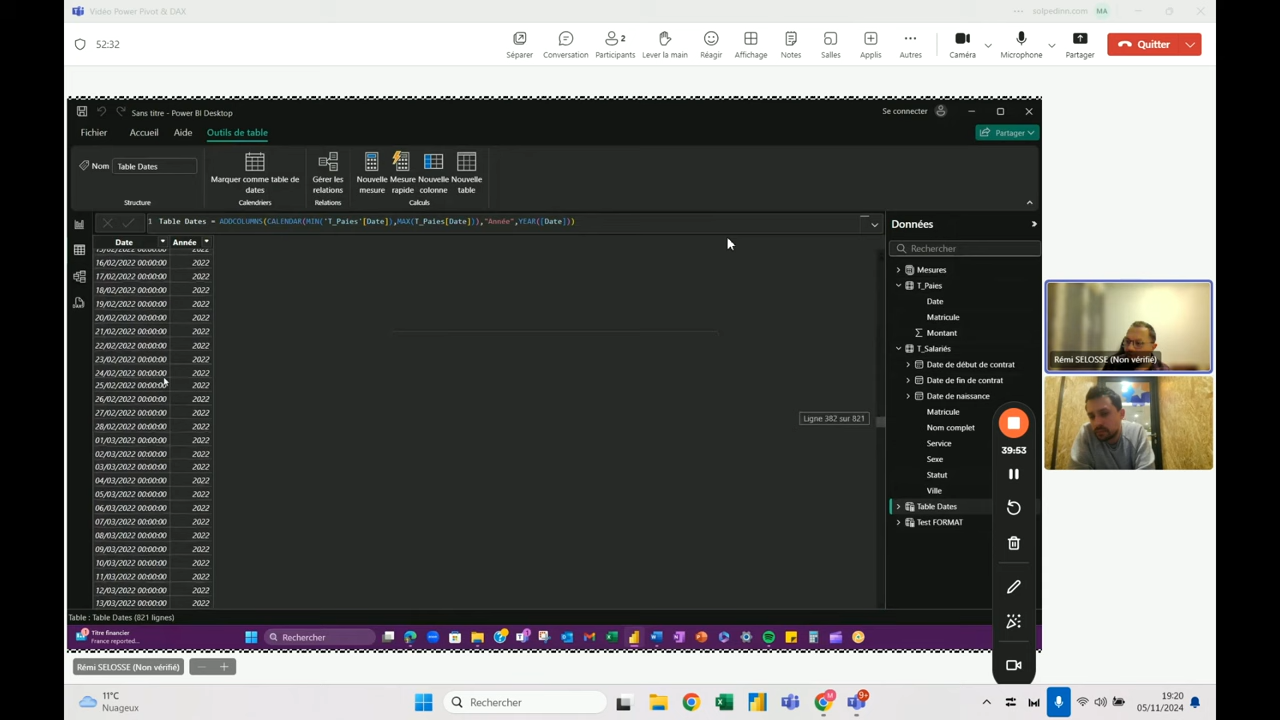 Vidéo Power Pivot & DAX
solpedinn.com
MA
52:32
Séparer
Conversation
2
Participants
Lever la main
Réagir
Affichage
Notes
Salles
Applis
Autres
Caméra
Microphone
Partager
Quitter
Sans titre - Power BI Desktop
Se connecter
Fichier
Accueil
Aide
Outils de table
Partager
Nom
Table Dates
Marquer comme table de dates
Gérer les relations
Nouvelle mesure
Mesure rapide
Nouvelle colonne
Nouvelle table
Structure
Calendriers
Relations
Calculs
1 Table Dates = ADDCOLUMNS(CALENDAR(MIN('T_Paies'[Date]),MAX(T_Paies[Date])),"Année",YEAR([Date]))
Date Année
15/02/2022 00:00:00 2022
16/02/2022 00:00:00 2022
17/02/2022 00:00:00 2022
18/02/2022 00:00:00 2022
19/02/2022 00:00:00 2022
20/02/2022 00:00:00 2022
21/02/2022 00:00:00 2022
22/02/2022 00:00:00 2022
23/02/2022 00:00:00 2022
24/02/2022 00:00:00 2022
25/02/2022 00:00:00 2022
26/02/2022 00:00:00 2022
27/02/2022 00:00:00 2022
28/02/2022 00:00:00 2022
01/03/2022 00:00:00 2022
02/03/2022 00:00:00 2022
03/03/2022 00:00:00 2022
04/03/2022 00:00:00 2022
05/03/2022 00:00:00 2022
06/03/2022 00:00:00 2022
07/03/2022 00:00:00 2022
08/03/2022 00:00:00 2022
09/03/2022 00:00:00 2022
10/03/2022 00:00:00 2022
11/03/2022 00:00:00 2022
12/03/2022 00:00:00 2022
13/03/2022 00:00:00 2022
Ligne 382 sur 821
Données
Rechercher
Mesures
T_Paies
Date
Matricule
Montant
T_Salariés
Date de début de contrat
Date de fin de contrat
Date de naissance
Matricule
Nom complet
Service
Sexe
Statut
Ville
Table Dates
Test FORMAT
39:53
Rémi SELOSSE (Non vérifié)
Table : Table Dates (821 lignes)
Titre financier
France reported...
Rechercher
Rémi SELOSSE (Non vérifié)
11°C
Nuageux
Rechercher
9+
19:20
05/11/2024